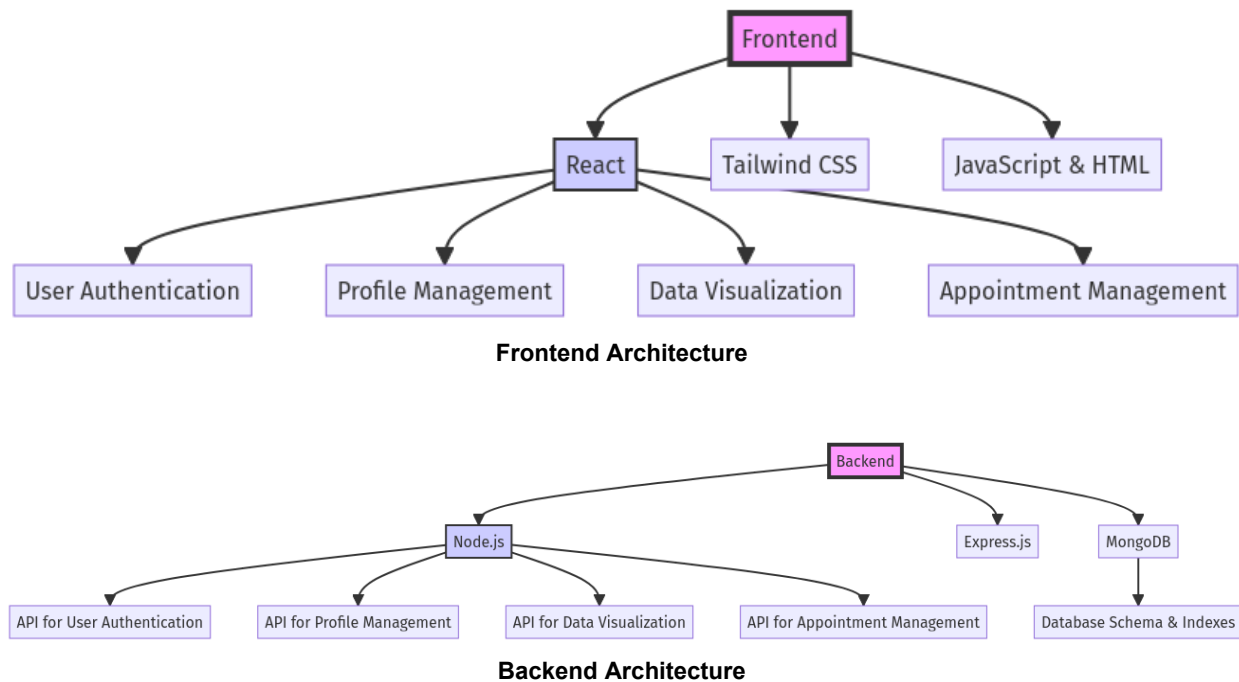 Frontend
React
Tailwind CSS
JavaScript & HTML
User Authentication
Profile Management
Data Visualization
Appointment Management
Frontend Architecture
Backend
Node.js
Express.js
MongoDB
API for User Authentication
API for Profile Management
API for Data Visualization
API for Appointment Management
Database Schema & Indexes
Backend Architecture